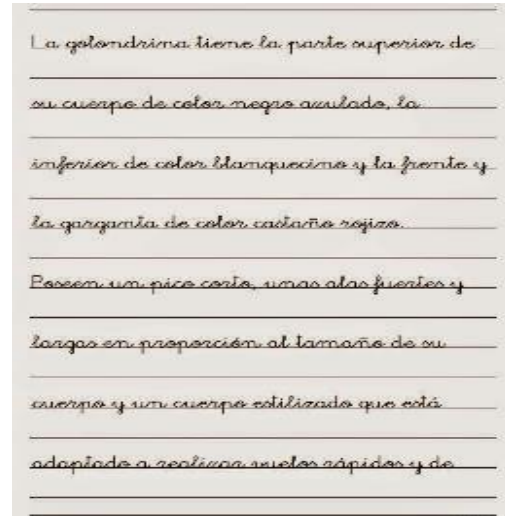 La golondrina tiene la parte superior de
su cuerpo de color negro azulado, la
inferior de color blanquecino y la frente y
la garganta de color castaño rojizo.
Poseen un pico corto, unas alas fuertes y
largas en proporción al tamaño de su
cuerpo y un cuerpo estilizado que está
adaptado a realizar vuelos rápidos y de